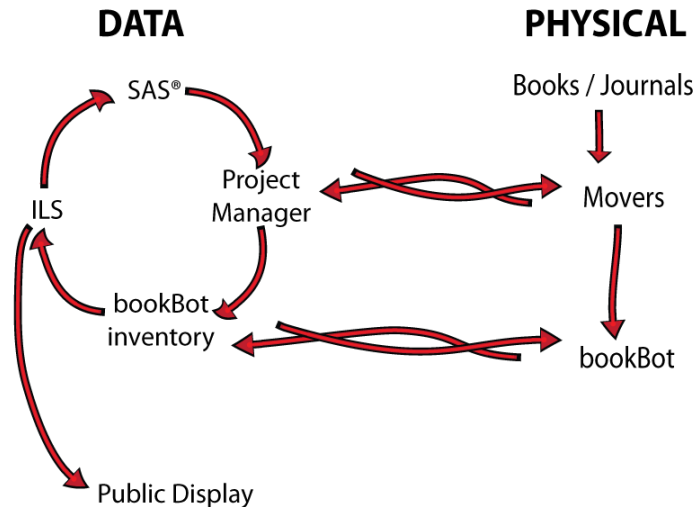 DATA
PHYSICAL
SAS®
Books / Journals
Project
Manager
Movers
ILS
bookBot
inventory
bookBot
Public Display